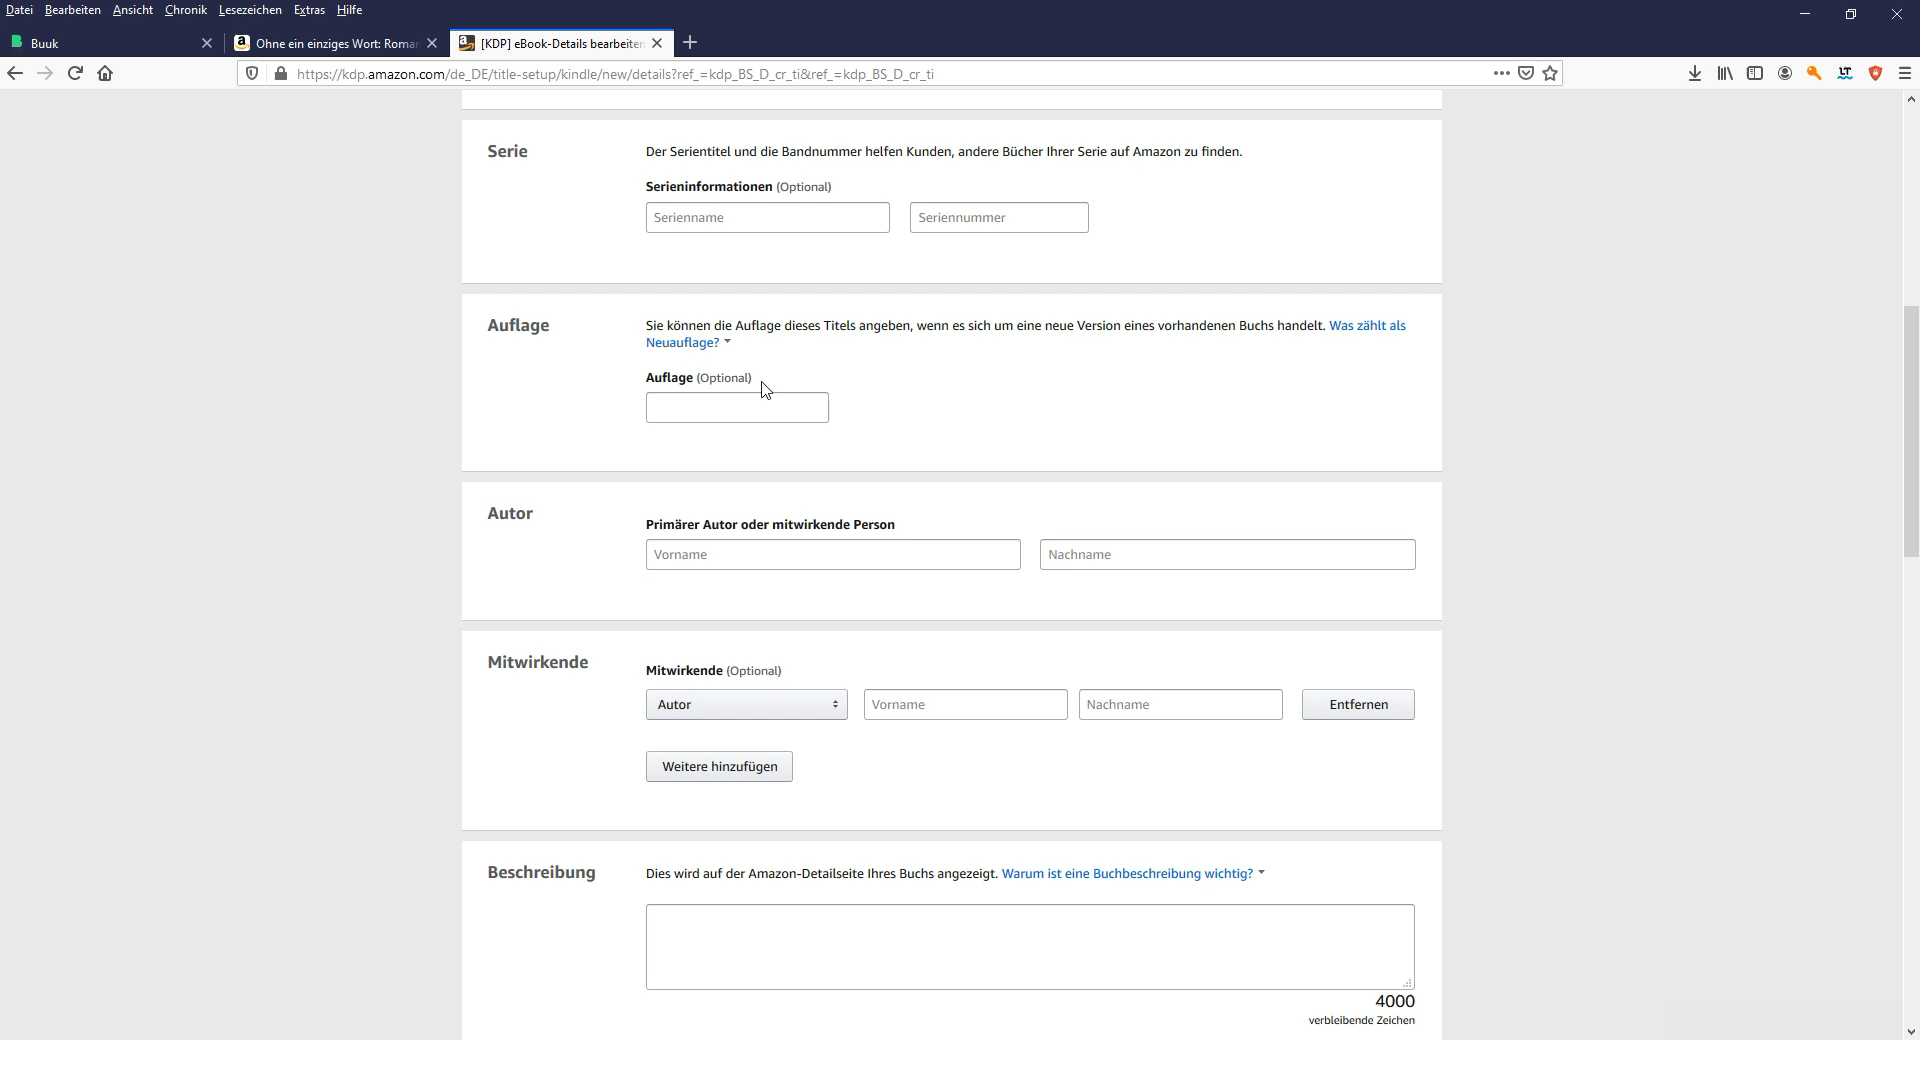 Datei Bearbeiten Ansicht Chronik Lesezeichen Extras Hilfe
Buuk
Ohne ein einziges Wort: Roma
[KDP] eBook-Details bearbeiten
https://kdp.amazon.com/de_DE/title-setup/kindle/new/details?ref_=kdp_BS_D_cr_ti&ref_=kdp_BS_D_cr_ti
Serie
Der Serientitel und die Bandnummer helfen Kunden, andere Bücher Ihrer Serie auf Amazon zu finden.
Serieninformationen (Optional)
Serienname Seriennummer
Auflage
Sie können die Auflage dieses Titels angeben, wenn es sich um eine neue Version eines vorhandenen Buchs handelt. Was zählt als
Neuauflage?
Auflage (Optional)
Autor
Primärer Autor oder mitwirkende Person
Vorname Nachname
Mitwirkende
Mitwirkende (Optional)
Autor Vorname Nachname Entfernen
Weitere hinzufügen
Beschreibung
Dies wird auf der Amazon-Detailseite Ihres Buchs angezeigt. Warum ist eine Buchbeschreibung wichtig?
4000
verbleibende Zeichen